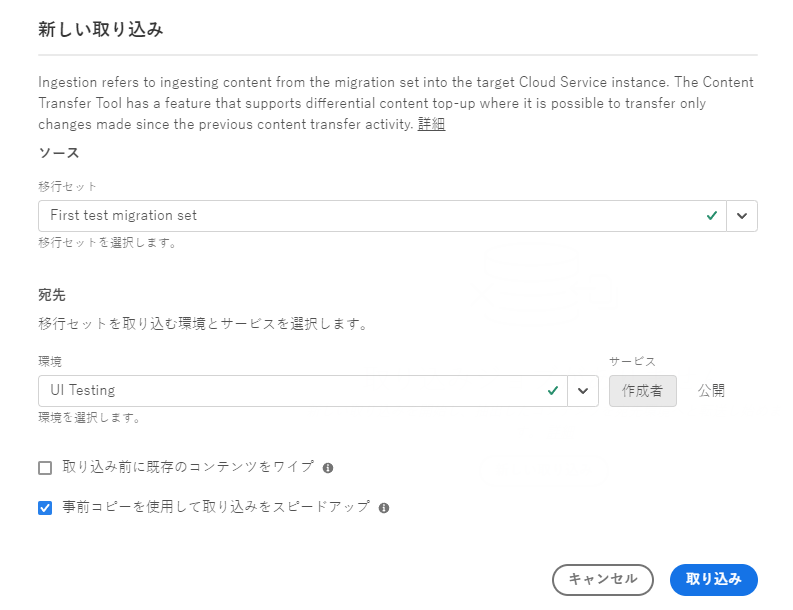 新しい取り込み
Ingestion refers to ingesting content from the migration set into the target Cloud Service instance. The Content
Transfer Tool has a feature that supports differential content top-up where it is possible to transfer only
changes made since the previous content transfer activity. 詳細
ソース
移行セット
First test migration set
移行セットを選択します。
宛先
移行セットを取り込む環境とサービスを選択します。
環境 サービス
UI Testing 作成者 公開
環境を選択します。
取り込み前に既存のコンテンツをワイプ
事前コピーを使用して取り込みをスピードアップ
キャンセル 取り込み